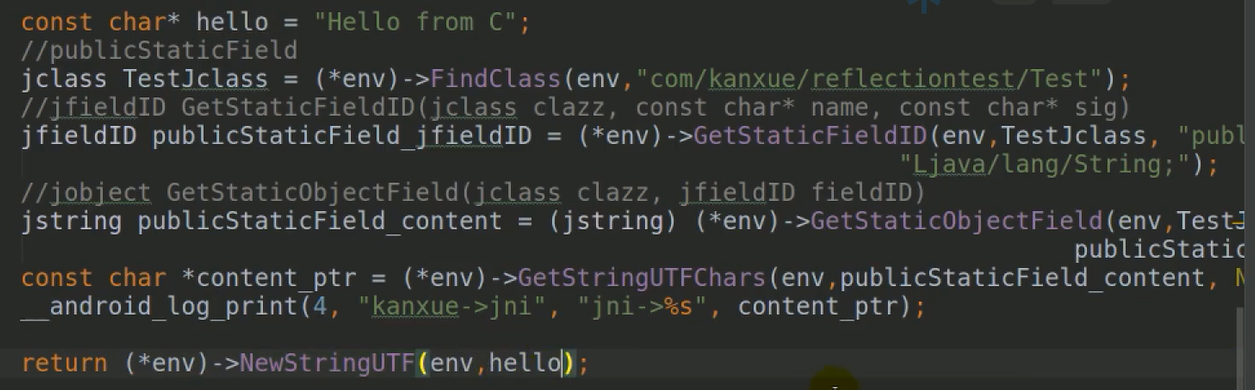 const char* hello = "Hello from C";
//publicStaticField
jclass TestJclass = (*env)->FindClass(env,"com/kanxue/reflectiontest/Test");
//jfieldID GetStaticFieldID(jclass clazz, const char* name, const char* sig)
jfieldID publicStaticField_jfieldID = (*env)->GetStaticFieldID(env,TestJclass, "publ
"Ljava/lang/String;");
//jobject GetStaticObjectField(jclass clazz, jfieldID fieldID)
jstring publicStaticField_content = (jstring) (*env)->GetStaticObjectField(env,TestJ
publicStatic
const char *content_ptr = (*env)->GetStringUTFChars(env,publicStaticField_content, N
__android_log_print(4, "kanxue->jni", "jni->%s", content_ptr);
return (*env)->NewStringUTF(env,hello);